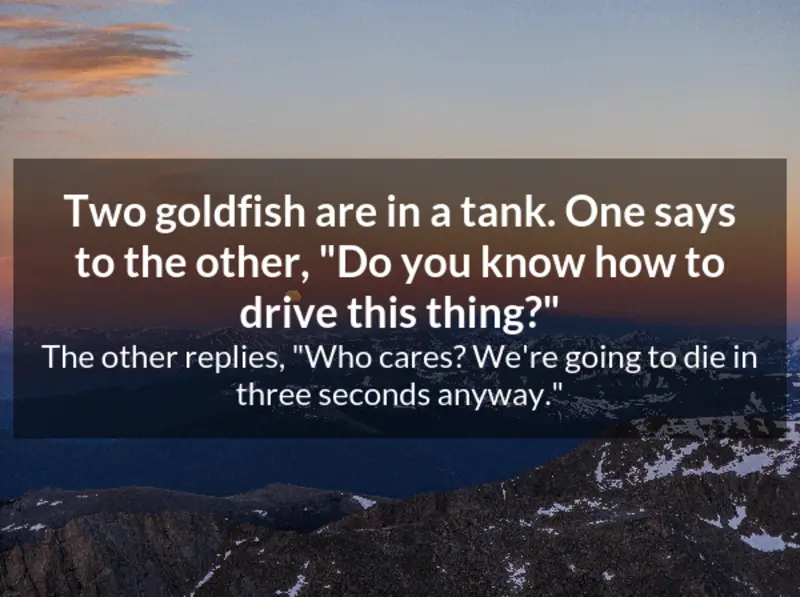 Two goldfish are in a tank. One says
to the other, "Do you know how to
drive this thing?"
The other replies, "Who cares? We're going to die in
three seconds anyway."